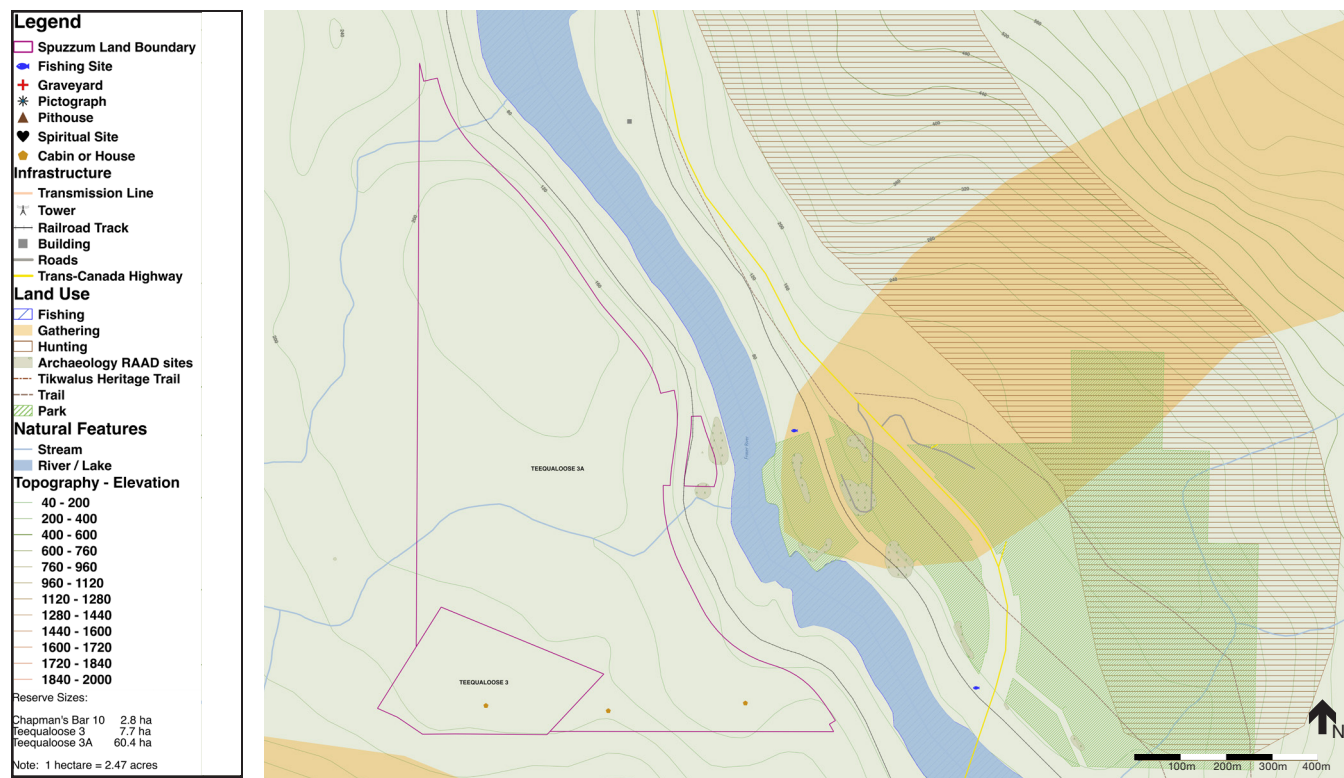 Legend
Spuzzum Land Boundary
Fishing Site
Graveyard
Pictograph
Pithouse
Spiritual Site
Cabin or House
Infrastructure
Transmission Line
Tower
Railroad Track
Building
Roads
Trans-Canada Highway
Land Use
Fishing
Gathering
Hunting
Archaeology RAAD sites
Tikwalus Heritage Trail
Trail
Park
Natural Features
Stream
River / Lake
Topography - Elevation
40 - 200
200 - 400
400 - 600
600 - 760
760 - 960
960 - 1120
1120 - 1280
1280 - 1440
1440 - 1600
1600 - 1720
1720 - 1840
1840 - 2000
Reserve Sizes:
Chapman's Bar 10 2.8 ha
Teequaloose 3 7.7 ha
Teequaloose 3A 60.4 ha
Note: 1 hectare = 2.47 acres
TEEQUALOOSE 3A
TEEQUALOOSE 3
N
100m 200m 300m 400m